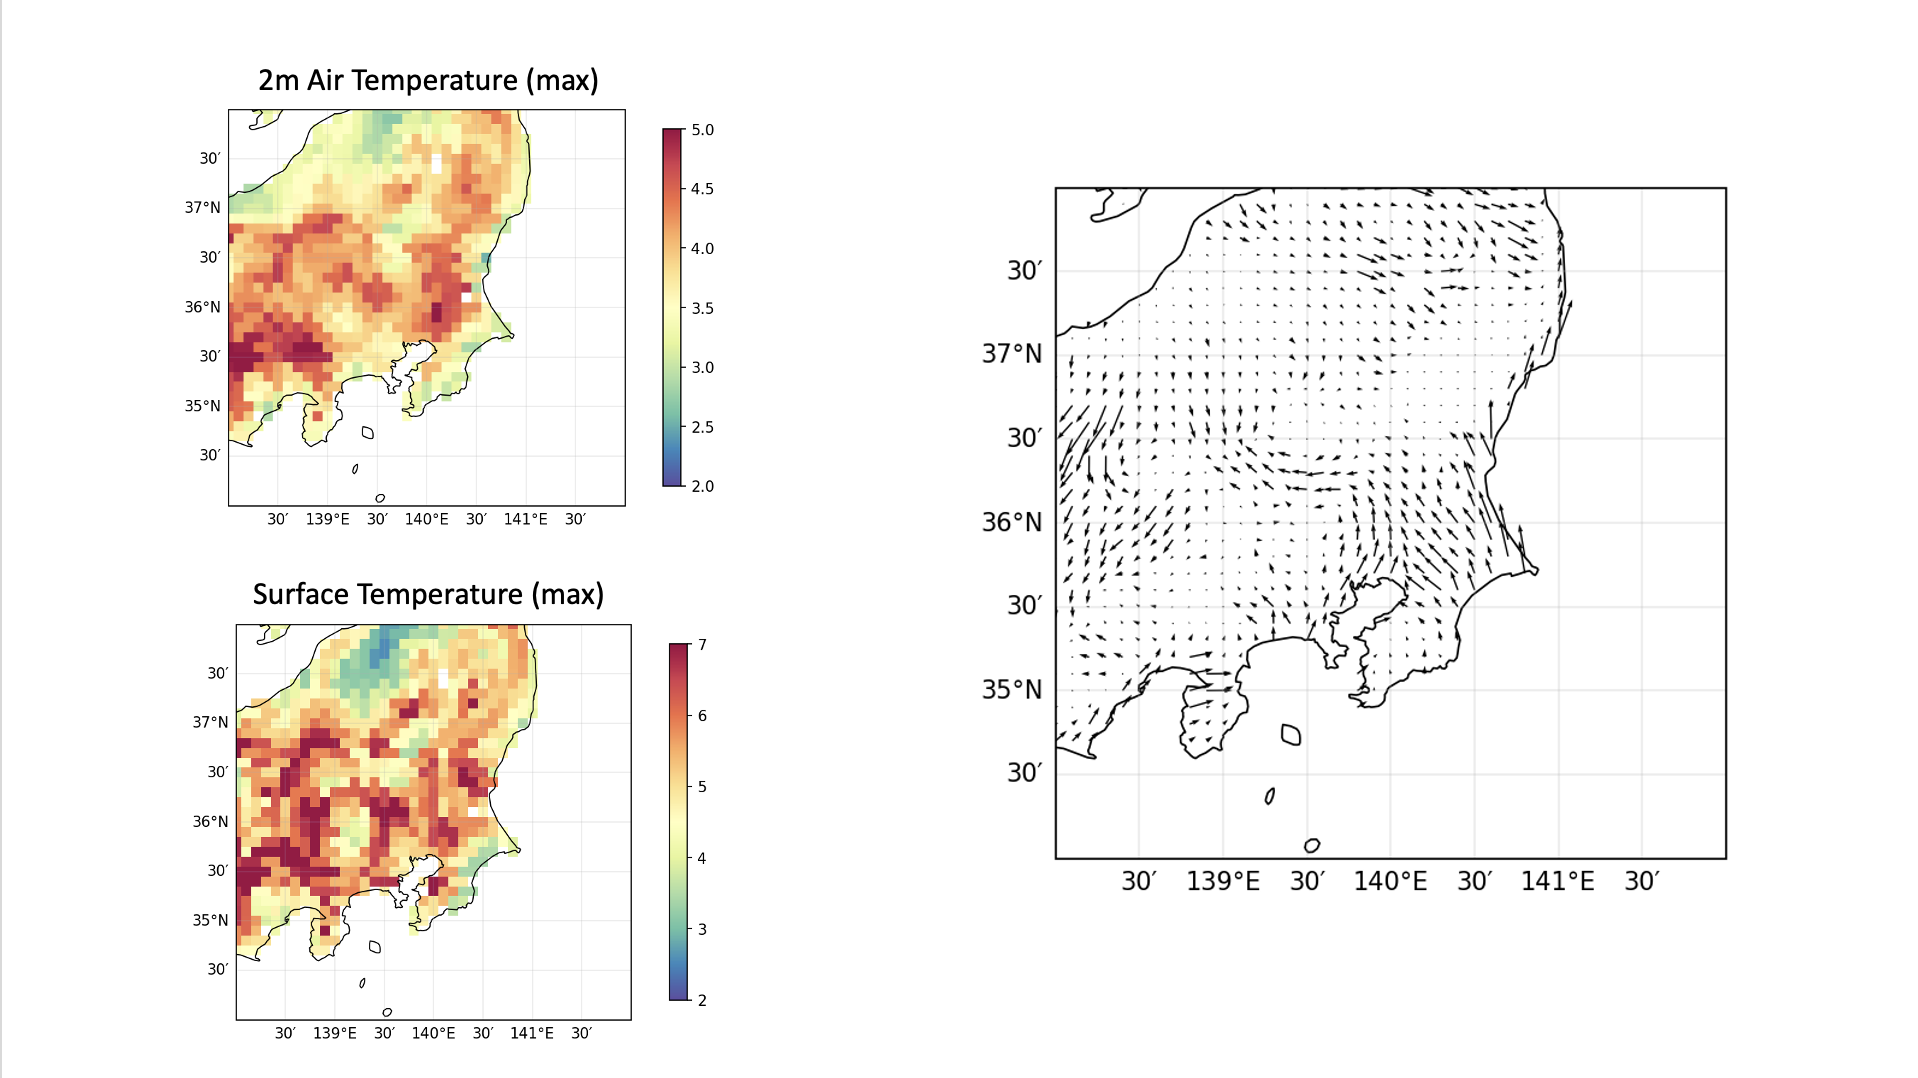 2m Air Temperature (max)
5.0
4.5
4.0
3.5
3.0
2.5
2.0
30′
37°N
30′
36°N
30′
35°N
30′
30′ 139°E 30′ 140°E 30′ 141°E 30′
Surface Temperature (max)
7
6
5
4
3
2
30′
37°N
30′
36°N
30′
35°N
30′
30′ 139°E 30′ 140°E 30′ 141°E 30′
30′
37°N
30′
36°N
30′
35°N
30′
30′ 139°E 30′ 140°E 30′ 141°E 30′